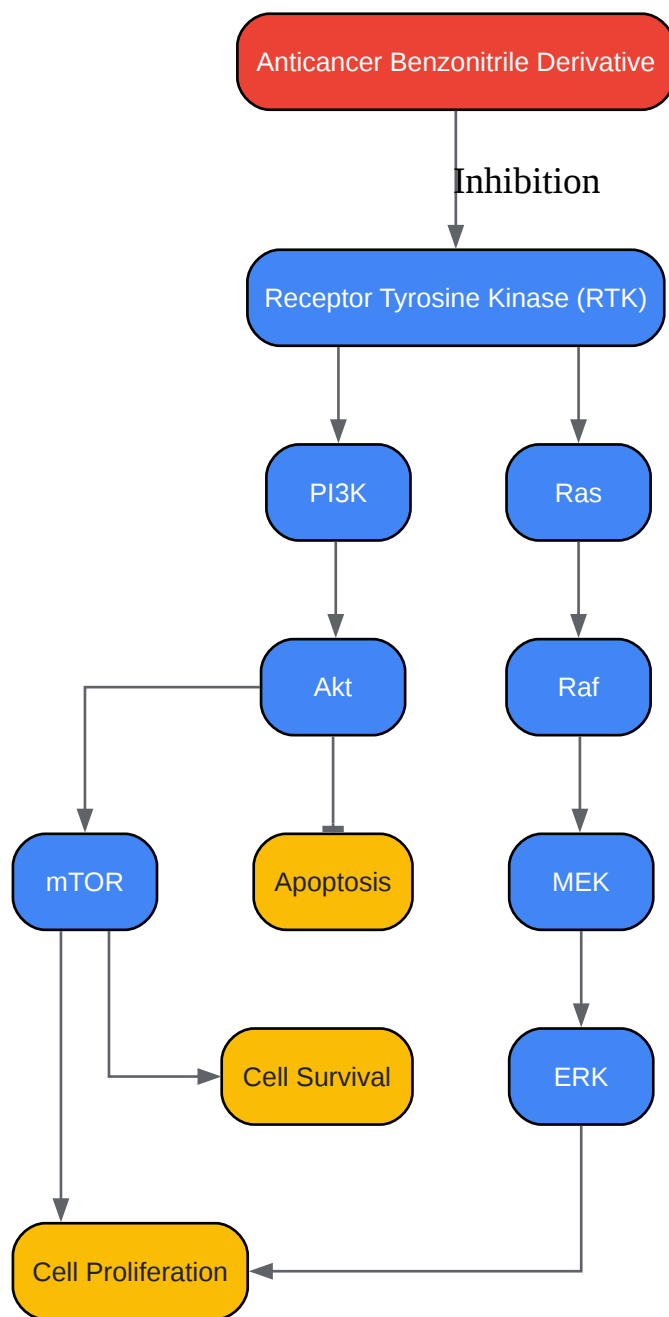 Anticancer Benzonitrile Derivative
Inhibition
Receptor Tyrosine Kinase (RTK)
PI3K
Ras
Akt
Raf
mTOR
Apoptosis
MEK
Cell Survival
ERK
Cell Proliferation